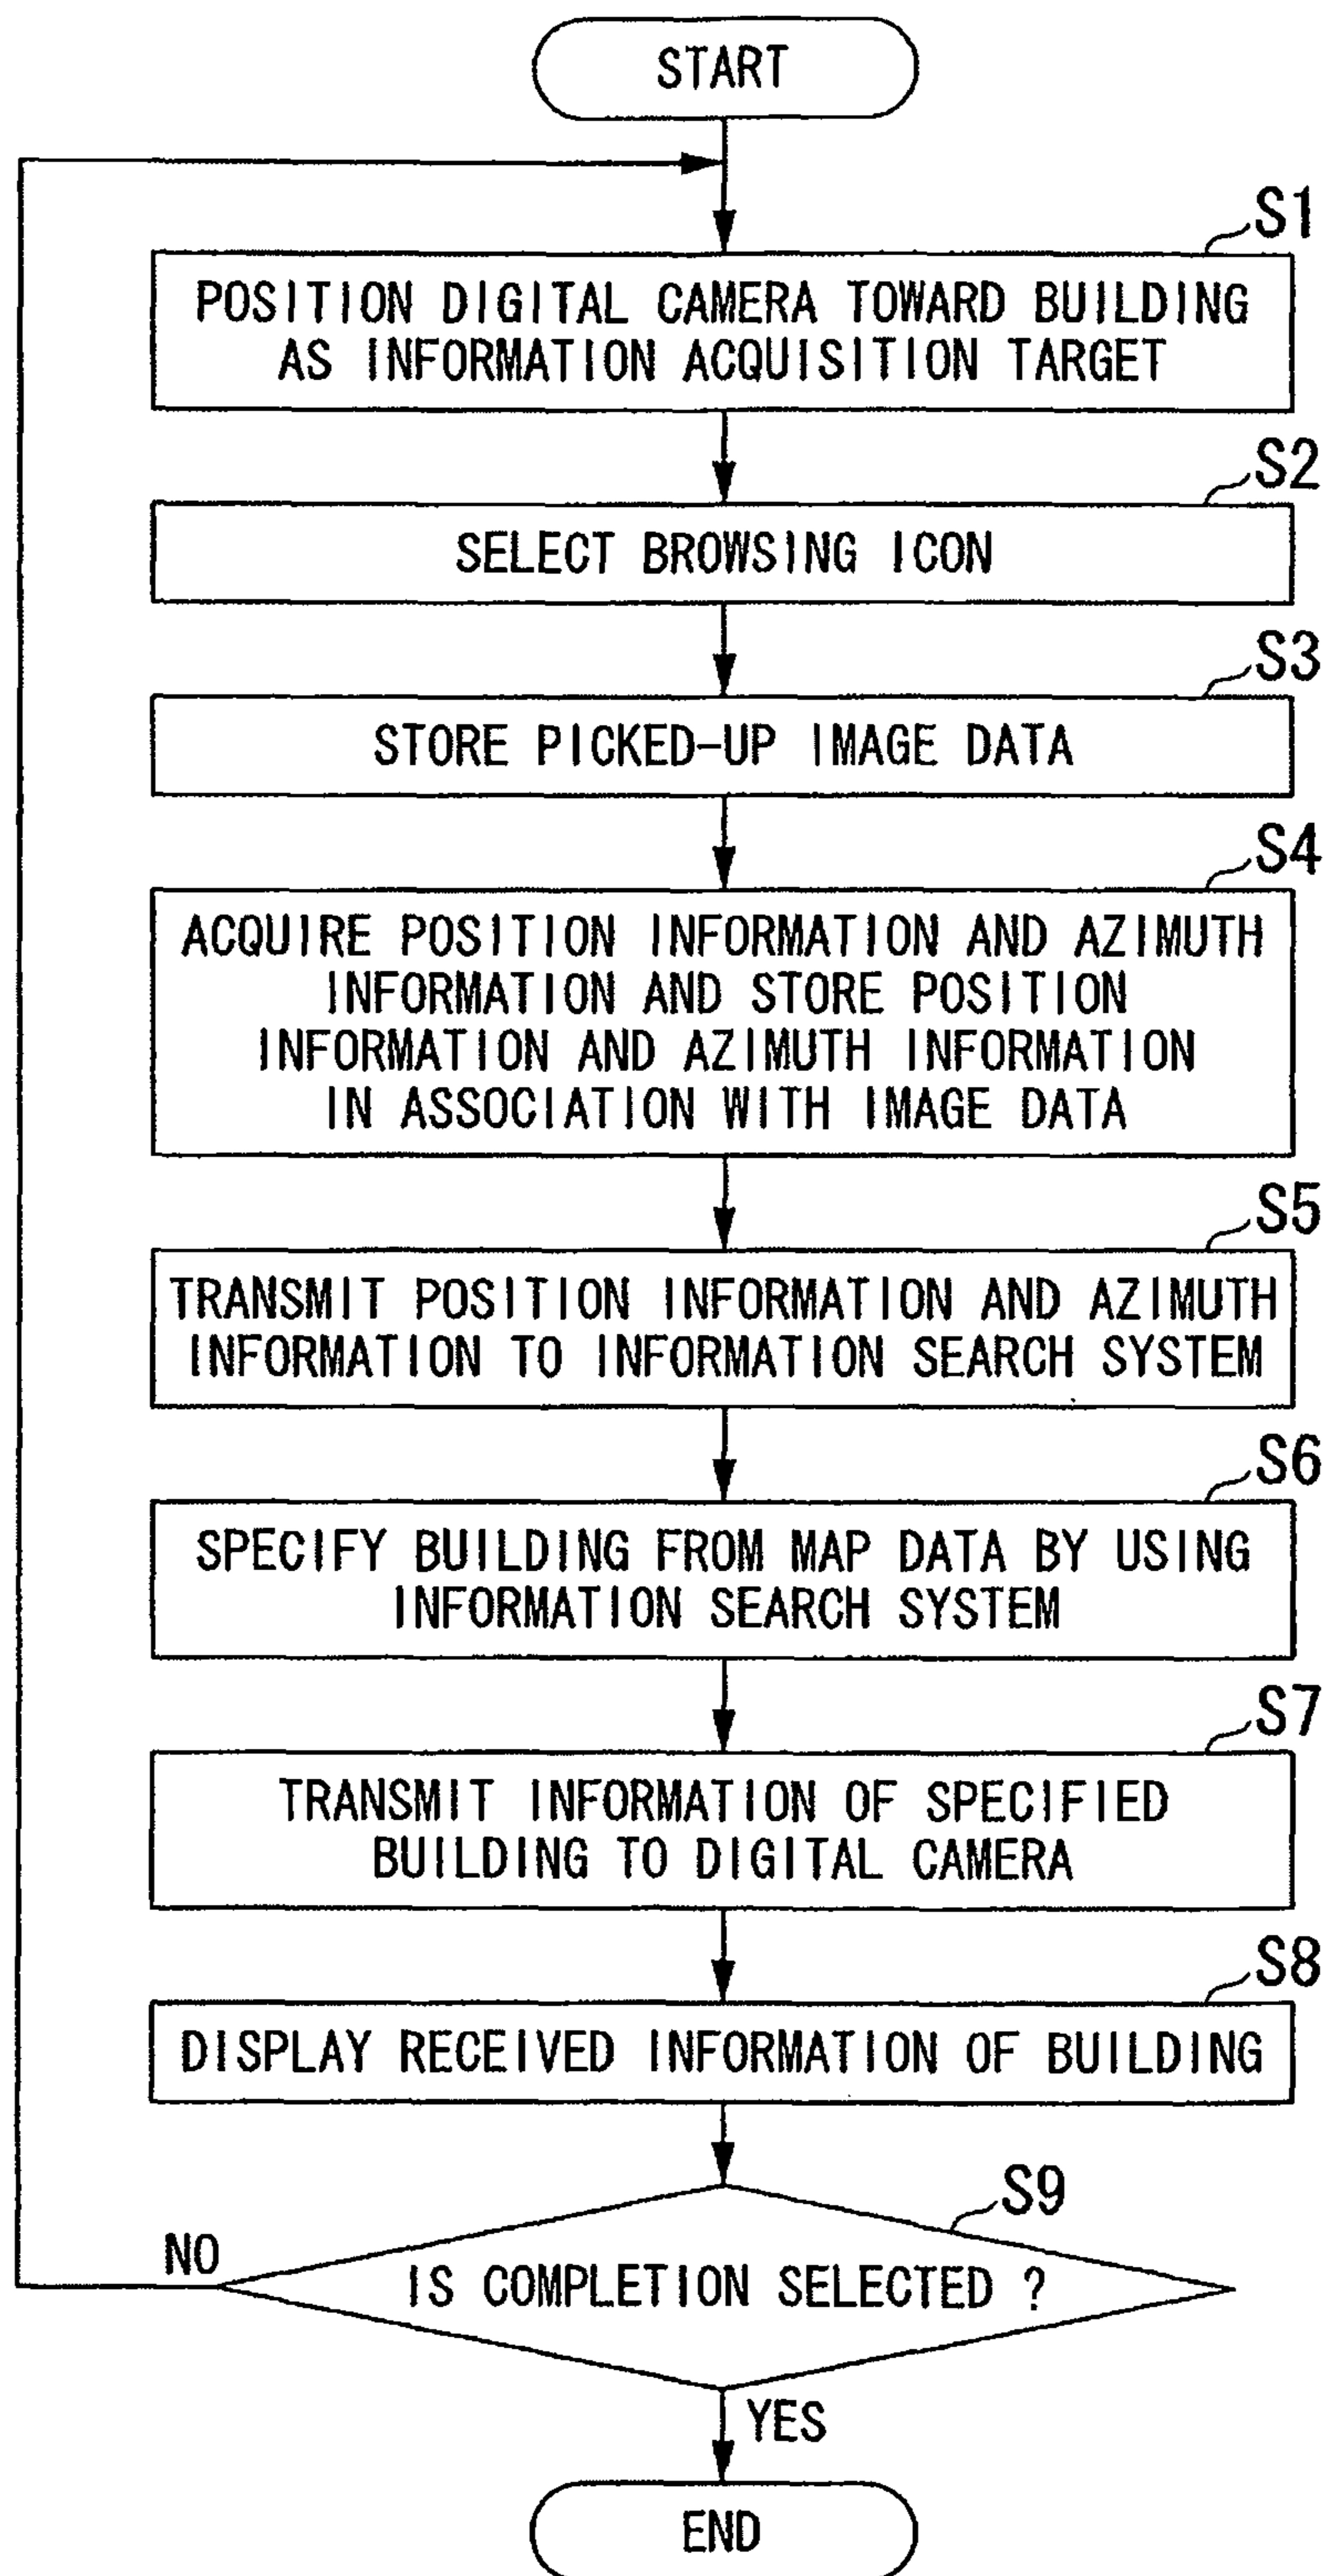 START
S1
POSITION DIGITAL CAMERA TOWARD BUILDING
AS INFORMATION ACQUISITION TARGET
S2
SELECT BROWSING ICON
S3
STORE PICKED-UP IMAGE DATA
S4
ACQUIRE POSITION INFORMATION AND AZIMUTH
INFORMATION AND STORE POSITION
INFORMATION AND AZIMUTH INFORMATION
IN ASSOCIATION WITH IMAGE DATA
S5
TRANSMIT POSITION INFORMATION AND AZIMUTH
INFORMATION TO INFORMATION SEARCH SYSTEM
S6
SPECIFY BUILDING FROM MAP DATA BY USING
INFORMATION SEARCH SYSTEM
S7
TRANSMIT INFORMATION OF SPECIFIED
BUILDING TO DIGITAL CAMERA
S8
DISPLAY RECEIVED INFORMATION OF BUILDING
S9
NO
IS COMPLETION SELECTED ?
YES
END